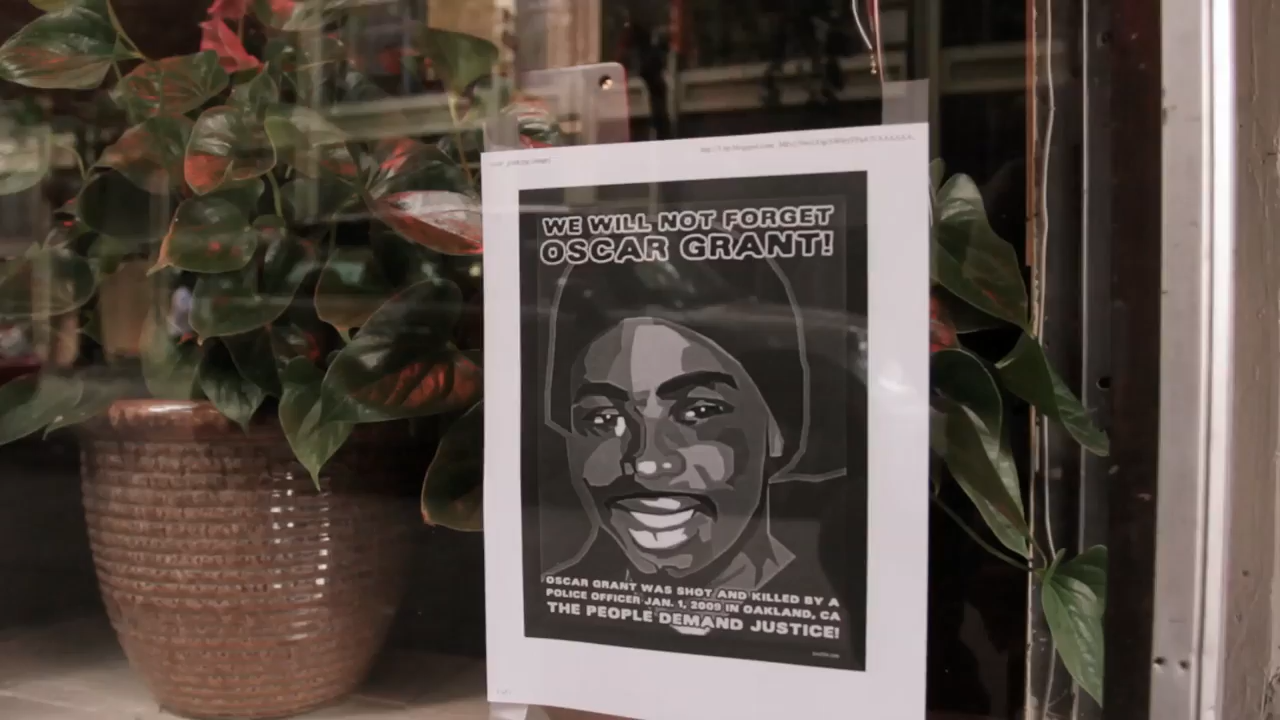 WE WILL NOT FORGET
OSCAR GRANT!
OSCAR GRANT WAS SHOT AND KILLED BY A
POLICE OFFICER JAN. 1, 2009 IN OAKLAND, CA
THE PEOPLE DEMAND JUSTICE!